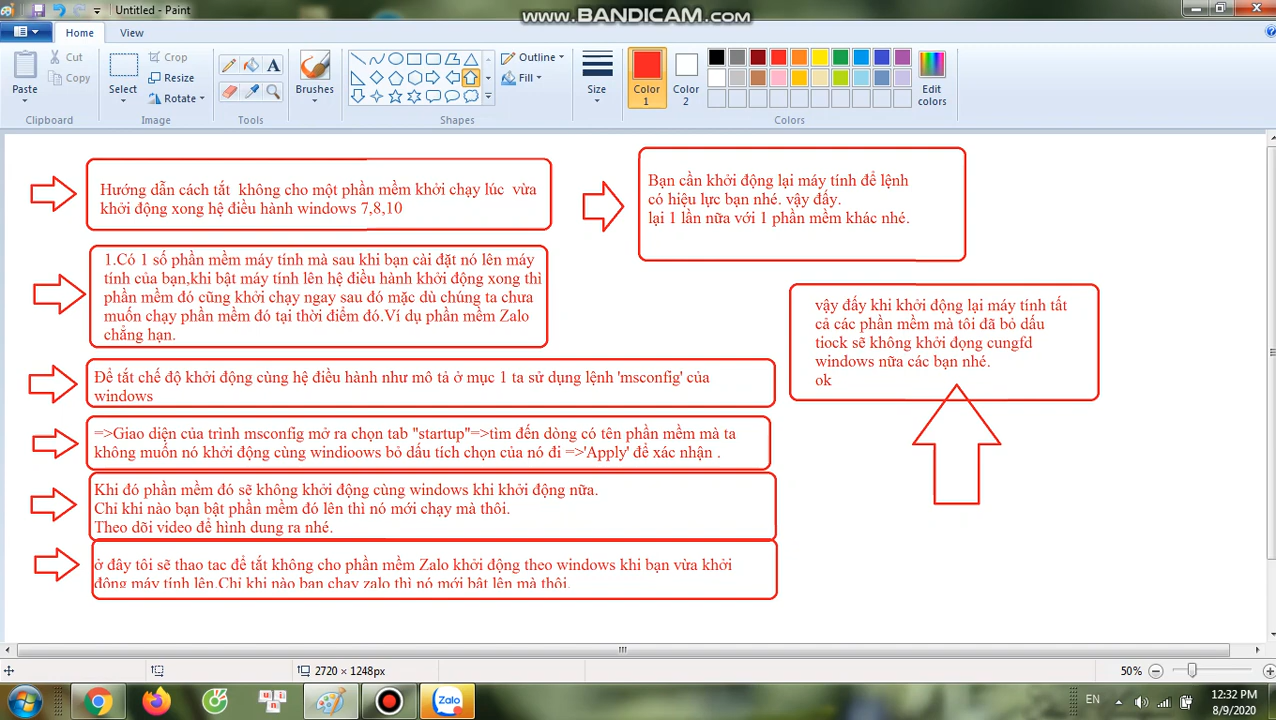 Untitled - Paint
www.BANDICAM.com
Home
View
Paste
Cut
Copy
Clipboard
Select
Crop
Resize
Rotate
Image
A
Tools
Brushes
Outline
Fill
Shapes
Size
Color 1
Color 2
Edit colors
Colors
Hướng dẫn cách tắt không cho một phần mềm khởi chạy lúc vừa
khởi động xong hệ điều hành windows 7,8,10
1.Có 1 số phần mềm máy tính mà sau khi bạn cài đặt nó lên máy
tính của bạn,khi bật máy tính lên hệ điều hành khởi động xong thì
phần mềm đó cũng khởi chạy ngay sau đó mặc dù chúng ta chưa
muốn chạy phần mềm đó tại thời điểm đó.Ví dụ phần mềm Zalo
chẳng hạn.
Để tắt chế độ khởi động cùng hệ điều hành như mô tả ở mục 1 ta sử dụng lệnh 'msconfig' của
windows
=>Giao diện của trình msconfig mở ra chọn tab "startup"=>tìm đến dòng có tên phần mềm mà ta
không muốn nó khởi động cùng windioows bỏ dấu tích chọn của nó đi =>'Apply' để xác nhận .
Khi đó phần mềm đó sẽ không khởi động cùng windows khi khởi động nữa.
Chỉ khi nào bạn bật phần mềm đó lên thì nó mới chạy mà thôi.
Theo dõi video để hình dung ra nhé.
ở đây tôi sẽ thao tac để tắt không cho phần mềm Zalo khởi động theo windows khi bạn vừa khởi
động máy tính lên.Chỉ khi nào bạn chạy zalo thì nó mới bật lên mà thôi.
Bạn cần khởi động lại máy tính để lệnh
có hiệu lực bạn nhé. vậy đấy.
lại 1 lần nữa với 1 phần mềm khác nhé.
vậy đấy khi khởi động lại máy tính tất
cả các phần mềm mà tôi đã bỏ dấu
tiock sẽ không khởi đọng cungfd
windows nữa các bạn nhé.
ok
2720 × 1248px
50%
Zalo
EN
12:32 PM
8/9/2020